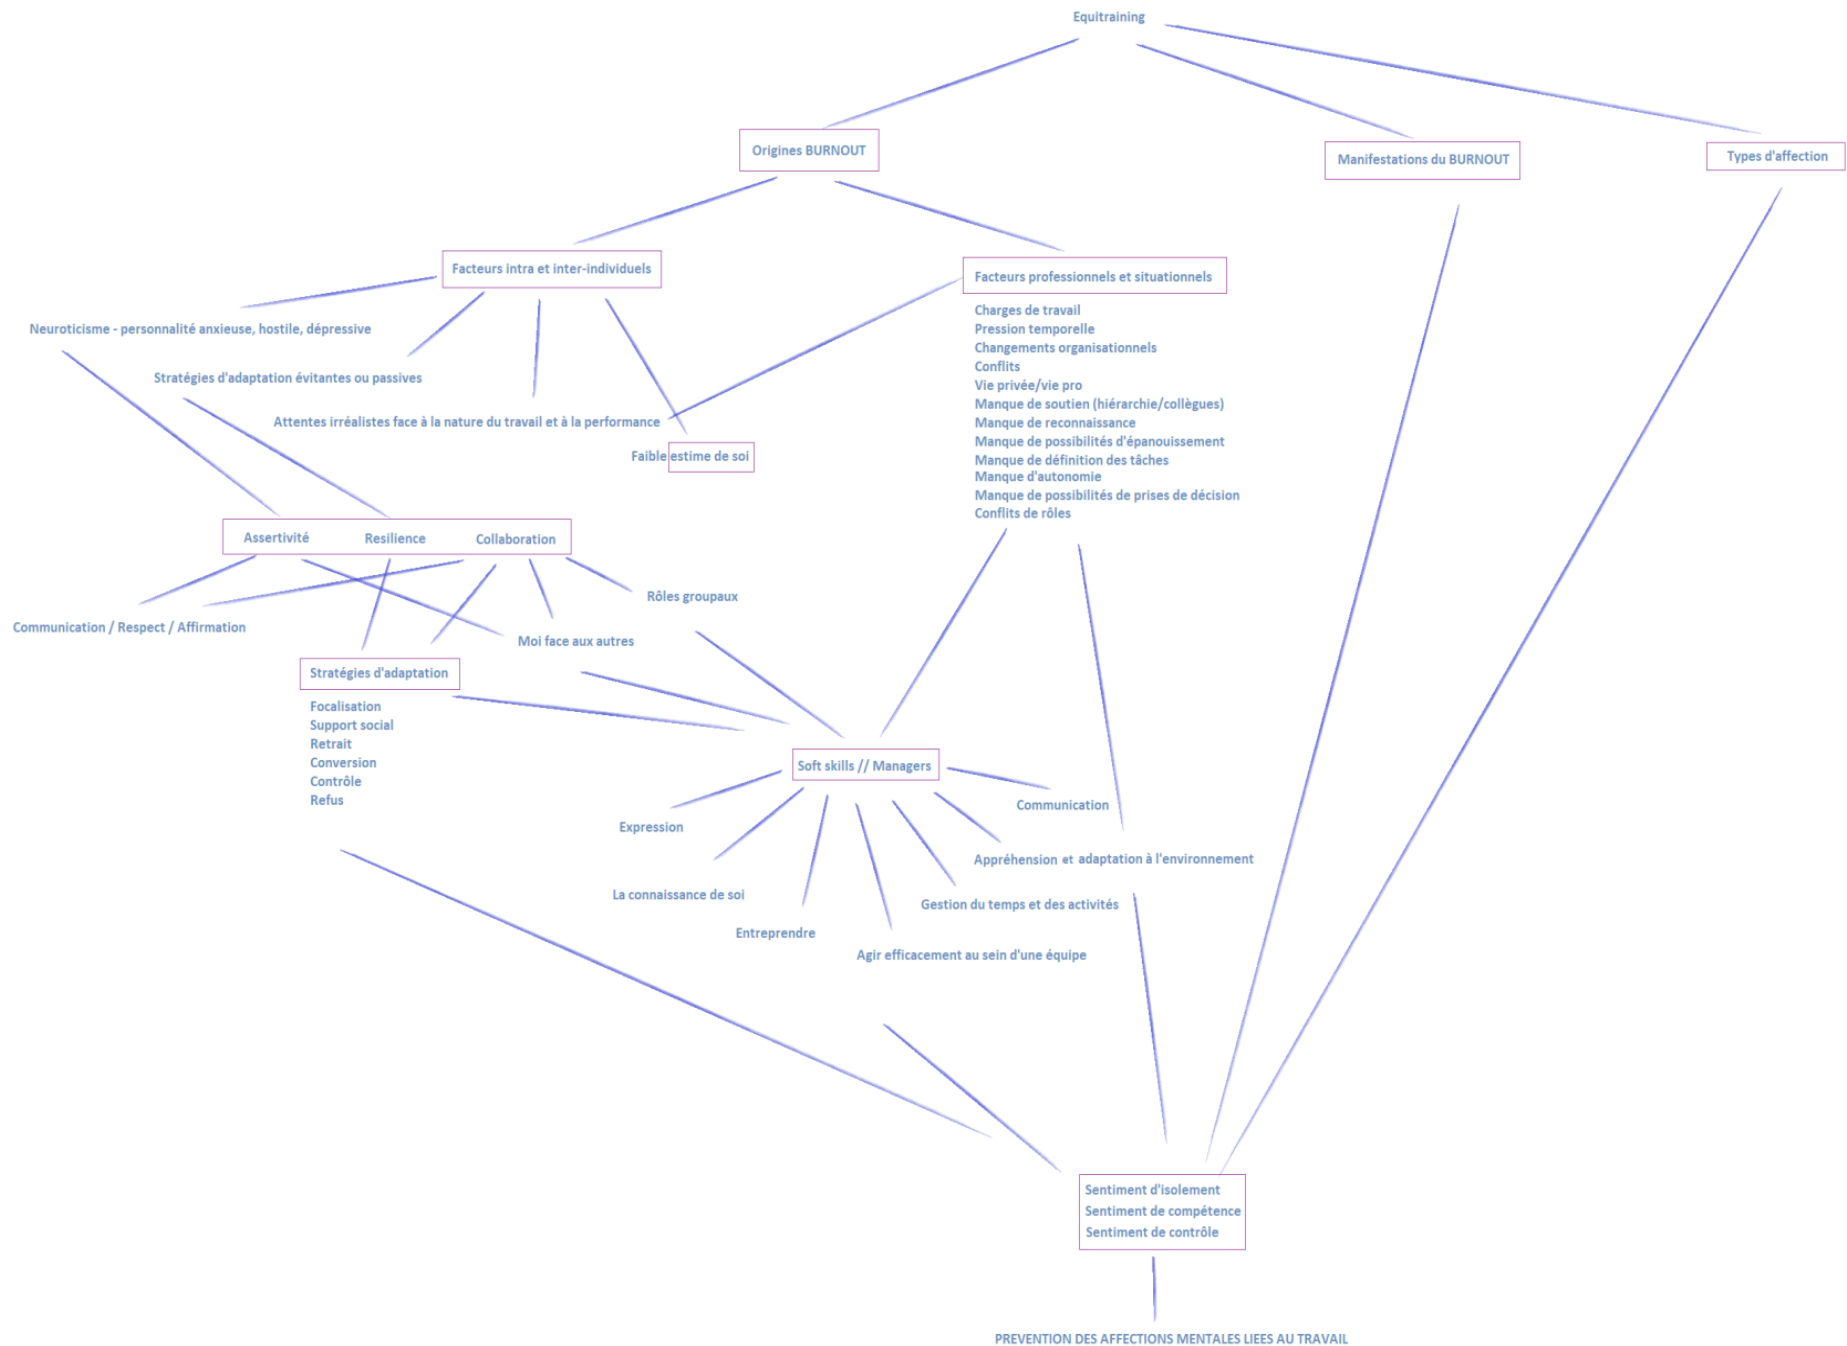 Equitraining
Origines BURNOUT
Manifestations du BURNOUT
Types d'affection
Facteurs intra et inter-individuels
Facteurs professionnels et situationnels
Neuroticisme - personnalité anxieuse, hostile, dépressive
Stratégies d'adaptation évitantes ou passives
Attentes irréalistes face à la nature du travail et à la performance
Faible estime de soi
Charges de travail
Pression temporelle
Changements organisationnels
Conflits
Vie privée/vie pro
Manque de soutien (hiérarchie/collègues)
Manque de reconnaissance
Manque de possibilités d'épanouissement
Manque de définition des tâches
Manque d'autonomie
Manque de possibilités de prises de décision
Conflits de rôles
Assertivité Resilience Collaboration
Rôles groupaux
Communication / Respect / Affirmation
Moi face aux autres
Stratégies d'adaptation
Focalisation
Support social
Retrait
Conversion
Contrôle
Refus
Soft skills // Managers
Communication
Expression
Appréhension et adaptation à l'environnement
La connaissance de soi
Gestion du temps et des activités
Entreprendre
Agir efficacement au sein d'une équipe
Sentiment d'isolement
Sentiment de compétence
Sentiment de contrôle
PREVENTION DES AFFECTIONS MENTALES LIEES AU TRAVAIL